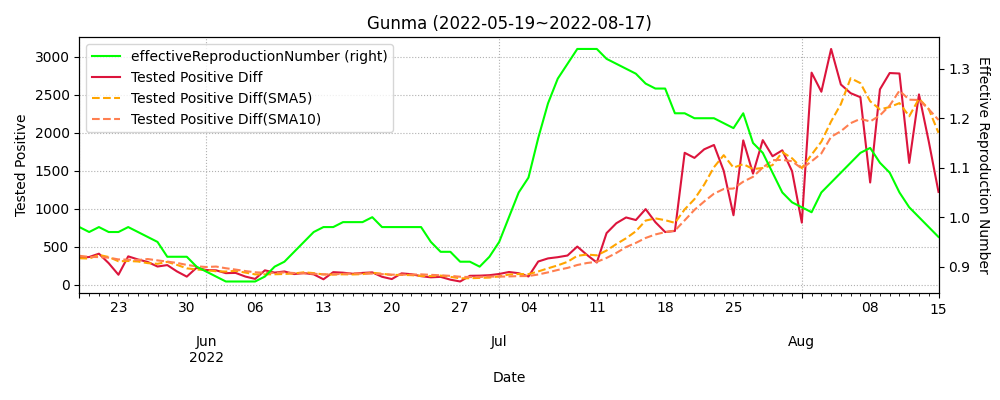 Gunma (2022-05-19~2022-08-17)
effectiveReproductionNumber (right)
Tested Positive Diff
Tested Positive Diff(SMA5)
Tested Positive Diff(SMA10)
Tested Positive
3000
2500
2000
1500
1000
500
0
1.3
1.2
1.1
1.0
0.9
Effective Reproduction Number
23 30 06 13 20 27 04 11 18 25 08 15
Jun Jul Aug
2022
Date